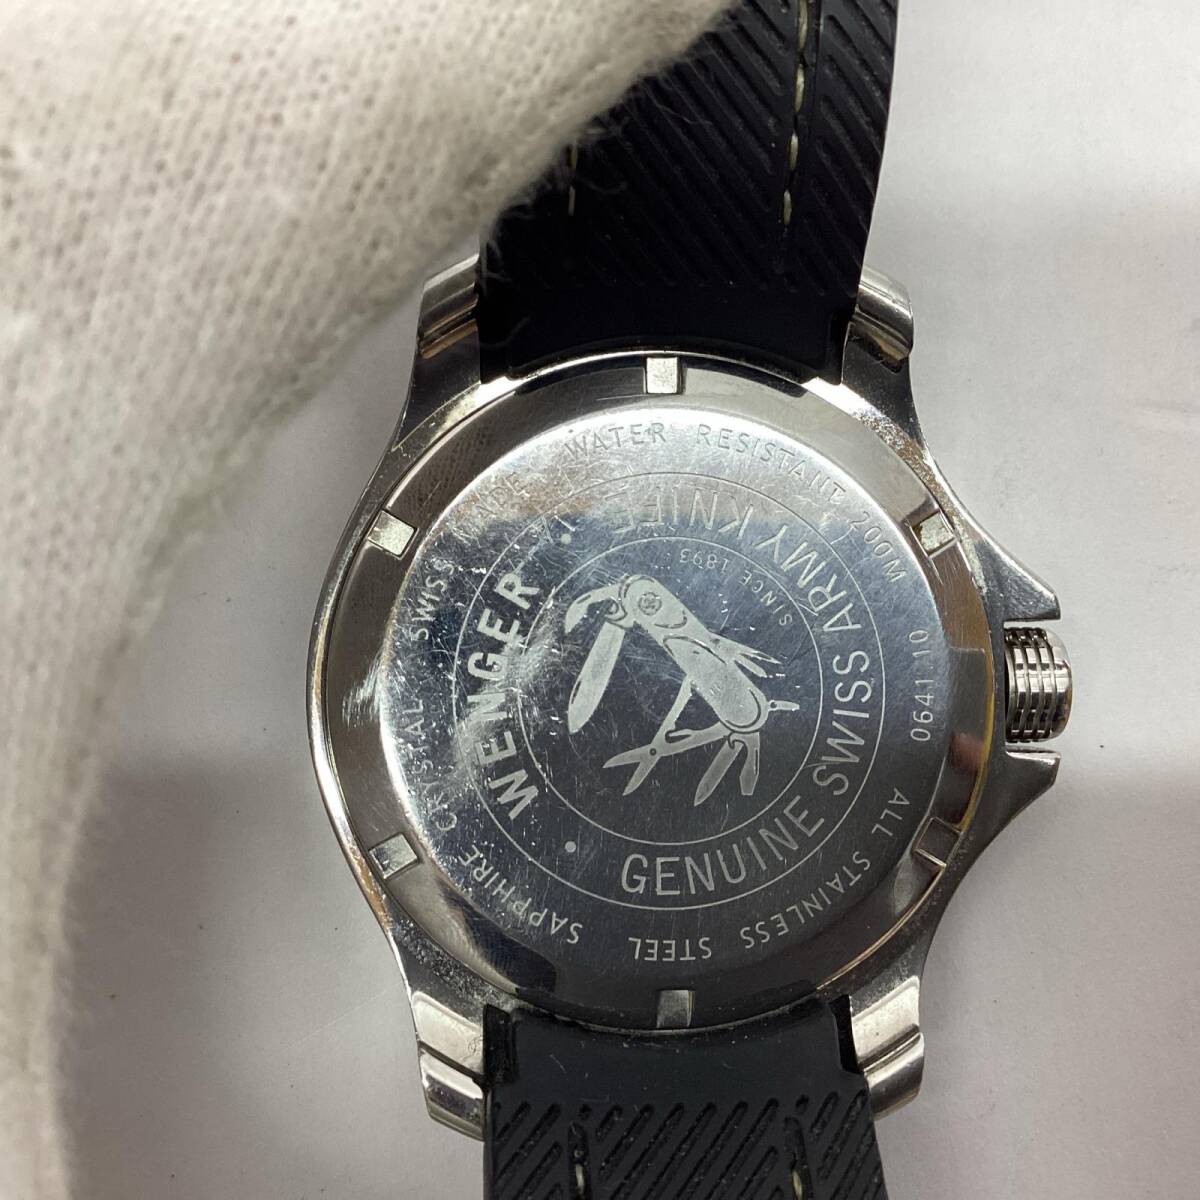 SAPPHIRE CRYSTAL SWISS MADE WATER RESISTANT 200M
0641.10
ALL STAINLESS STEEL
WENGER
GENUINE SWISS ARMY KNIFE
SINCE 1893